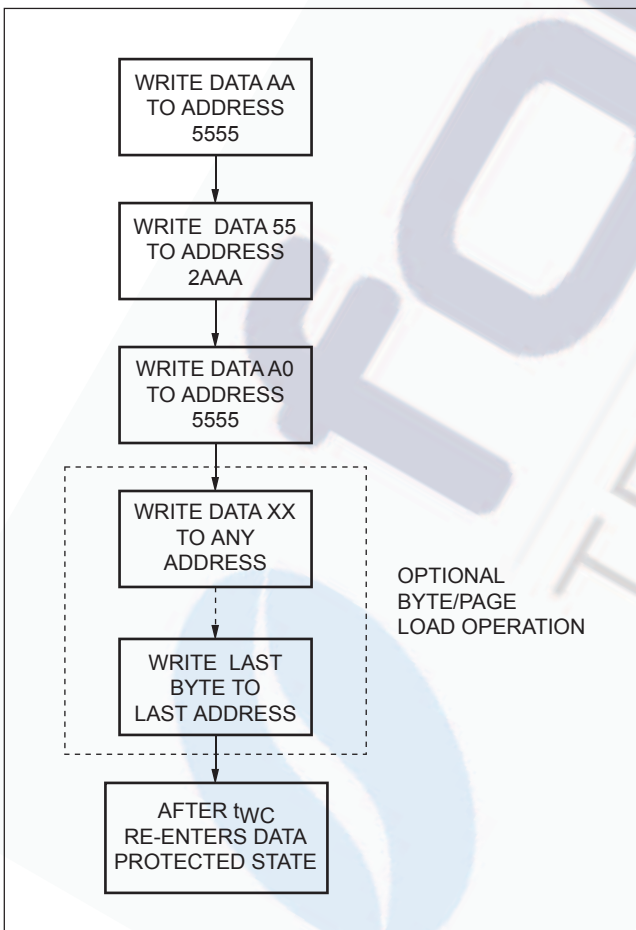 WRITE DATA AA
TO ADDRESS
5555
WRITE DATA 55
TO ADDRESS
2AAA
WRITE DATA A0
TO ADDRESS
5555
WRITE DATA XX
TO ANY
ADDRESS
OPTIONAL
BYTE/PAGE
LOAD OPERATION
WRITE LAST
BYTE TO
LAST ADDRESS
AFTER tWC
RE-ENTERS DATA
PROTECTED STATE